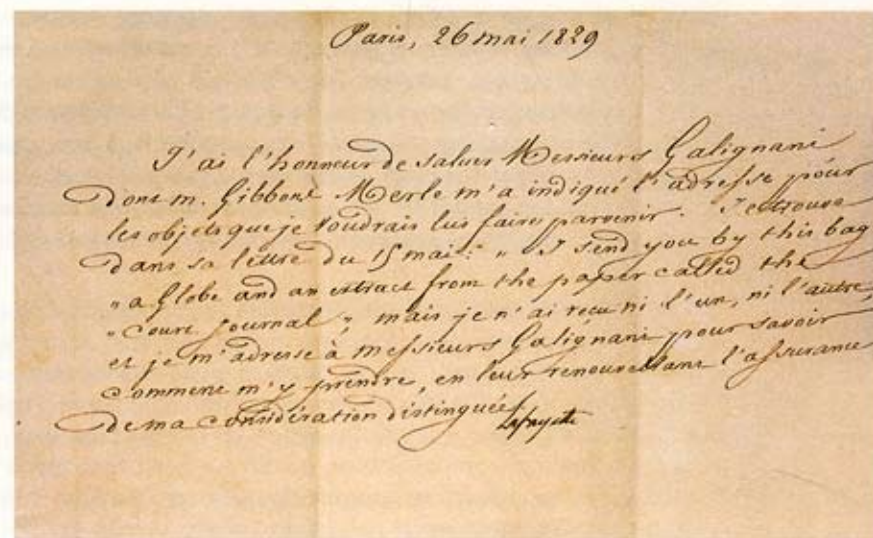 Paris, 26 mai 1829
J'ai l'honneur de saluer Messieurs Galignani
dont m. Gibbons Merle m'a indiqué l'adresse pour
les objets que je voudrais lui faire parvenir. Je trouve
dans sa lettre du 15 mai : „ I send you by this bag
„ a Globe and an extract from the paper called the
„ Court Journal „ mais je n'ai recu ni l'un, ni l'autre,
et je m'adresse à messieurs Galignani pour savoir
comment m'y prendre, en leur renouvellant l'assurance
de ma considération distinguée
Lafayette